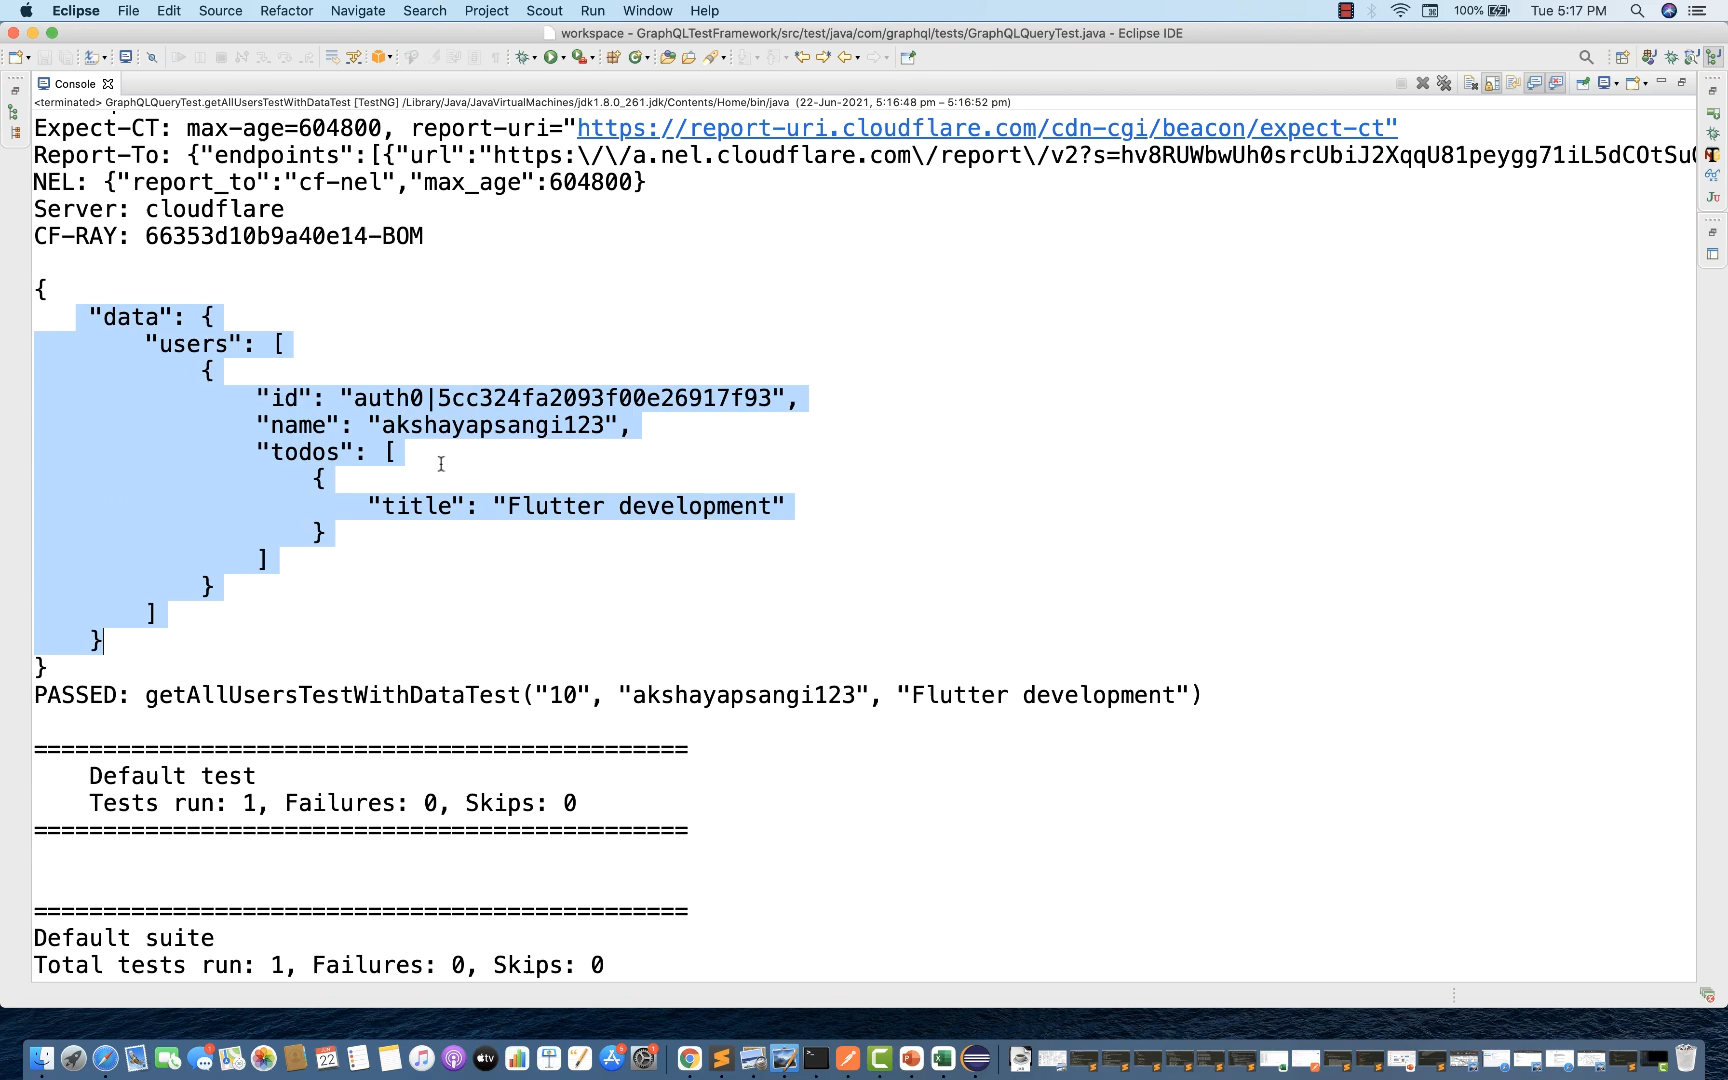 Eclipse File Edit Source Refactor Navigate Search Project Scout Run Window Help 100% Tue 5:17 PM
workspace - GraphQLTestFramework/src/test/java/com/graphql/tests/GraphQLQueryTest.java - Eclipse IDE
Console
<terminated> GraphQLQueryTest.getAllUsersTestWithDataTest [TestNG] /Library/Java/JavaVirtualMachines/jdk1.8.0_261.jdk/Contents/Home/bin/java (22-Jun-2021, 5:16:48 pm – 5:16:52 pm)
Expect-CT: max-age=604800, report-uri="https://report-uri.cloudflare.com/cdn-cgi/beacon/expect-ct"
Report-To: {"endpoints":[{"url":"https:\/\/a.nel.cloudflare.com\/report\/v2?s=hv8RUWbwUh0srcUbiJ2XqqU81peygg71iL5dCOtSu
NEL: {"report_to":"cf-nel","max_age":604800}
Server: cloudflare
CF-RAY: 66353d10b9a40e14-BOM
{
"data": {
"users": [
{
"id": "auth0|5cc324fa2093f00e26917f93",
"name": "akshayapsangi123",
"todos": [
{
"title": "Flutter development"
}
]
}
]
}
}
PASSED: getAllUsersTestWithDataTest("10", "akshayapsangi123", "Flutter development")
===============================================
Default test
Tests run: 1, Failures: 0, Skips: 0
===============================================
===============================================
Default suite
Total tests run: 1, Failures: 0, Skips: 0